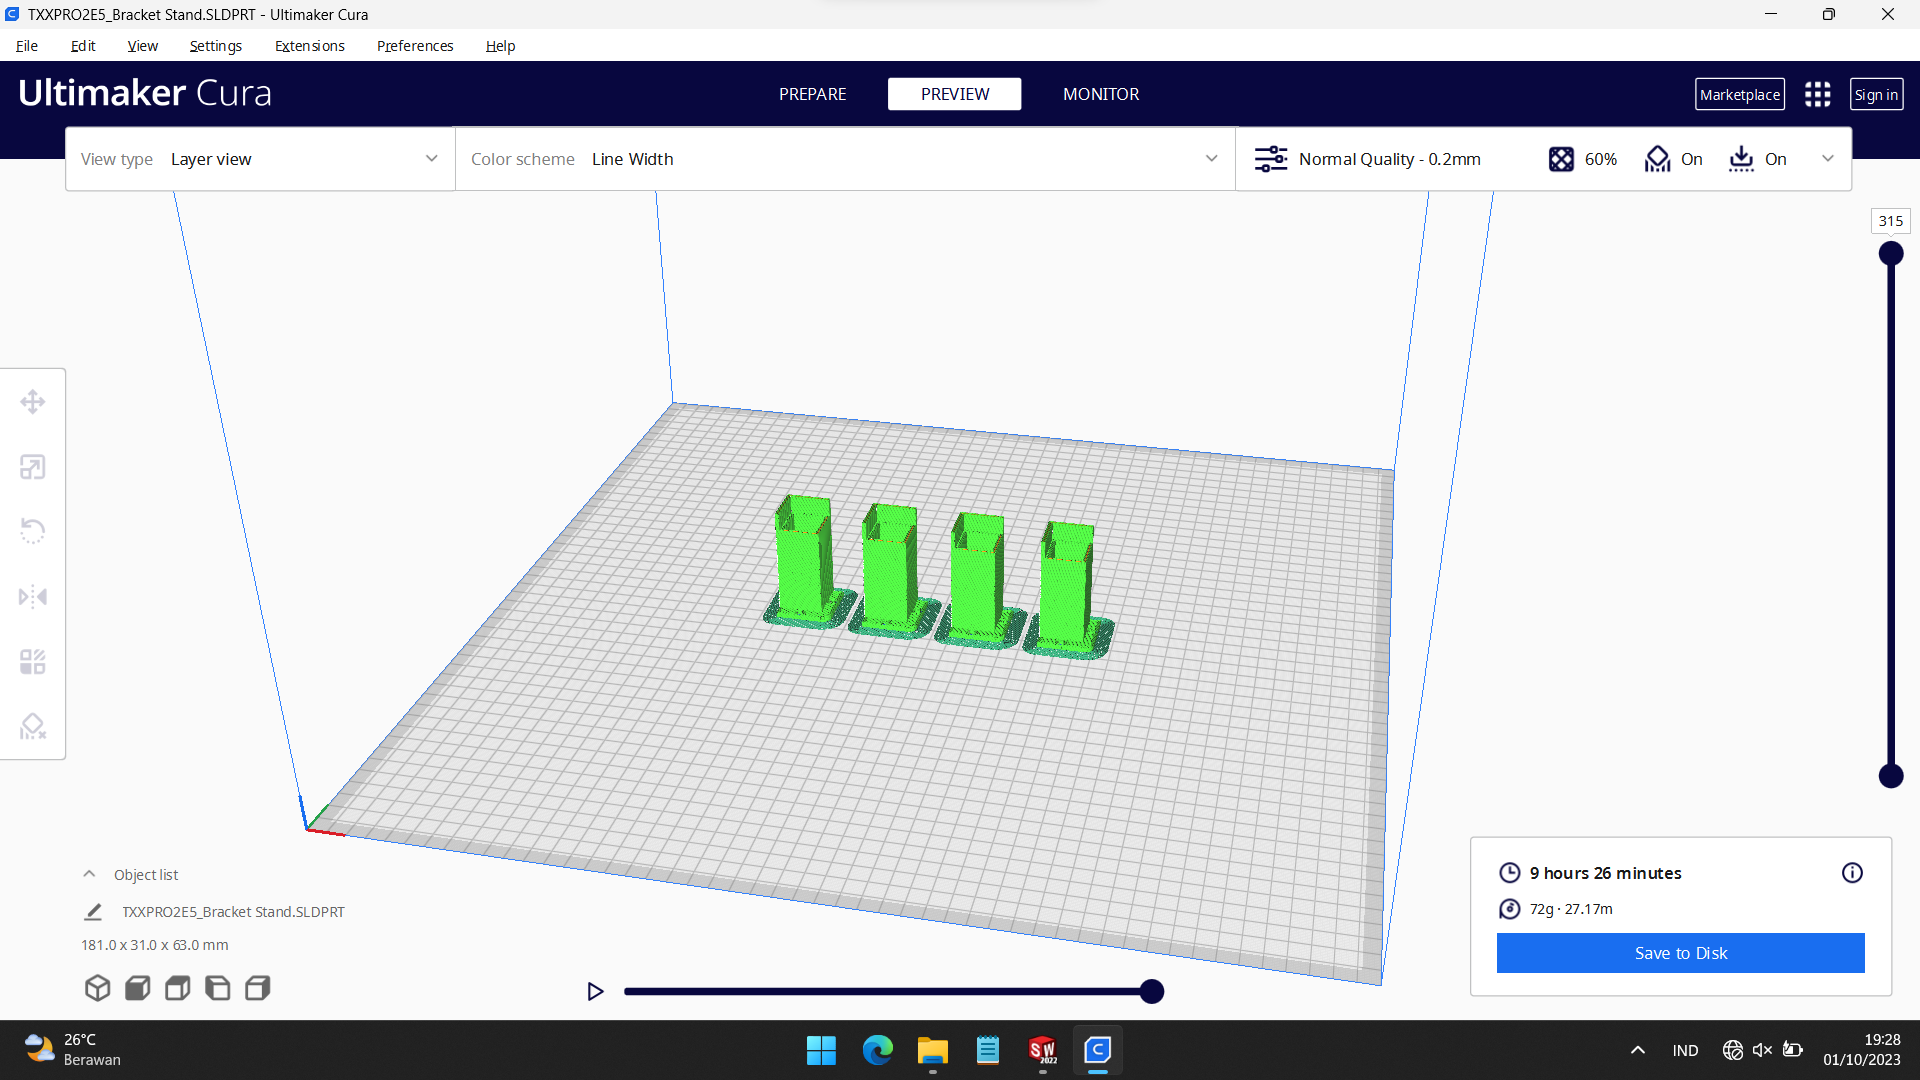 TXXPRO2E5_Bracket Stand.SLDPRT - Ultimaker Cura
File Edit View Settings Extensions Preferences Help
Ultimaker Cura PREPARE PREVIEW MONITOR Marketplace Sign in
View type Layer view Color scheme Line Width Normal Quality - 0.2mm 60% On On
315
Object list
TXXPRO2E5_Bracket Stand.SLDPRT
181.0 x 31.0 x 63.0 mm
9 hours 26 minutes
72g · 27.17m
Save to Disk
26°C
Berawan
SW
2022
IND
19:28
01/10/2023